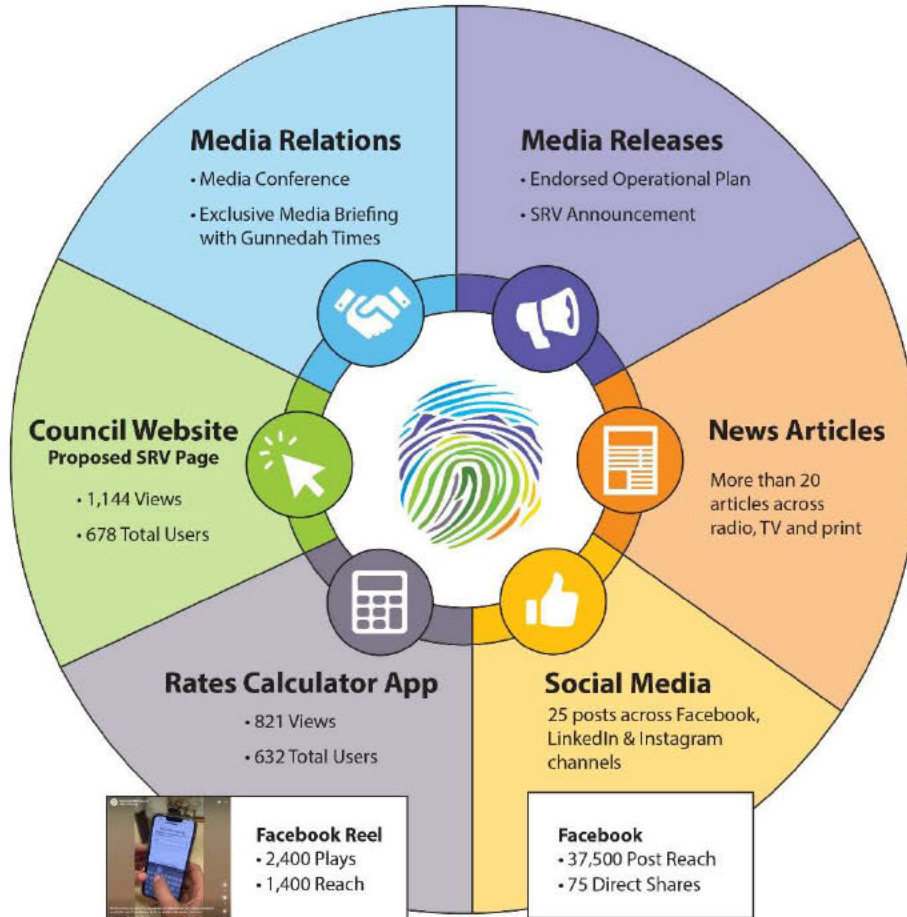 Media Relations
• Media Conference
• Exclusive Media Briefing
with Gunnedah Times
Media Releases
• Endorsed Operational Plan
• SRV Announcement
Council Website
Proposed SRV Page
• 1,144 Views
• 678 Total Users
News Articles
More than 20
articles across
radio, TV and print
Rates Calculator App
• 821 Views
• 632 Total Users
Social Media
25 posts across Facebook,
LinkedIn & Instagram
channels
Facebook Reel
• 2,400 Plays
• 1,400 Reach
Facebook
• 37,500 Post Reach
• 75 Direct Shares